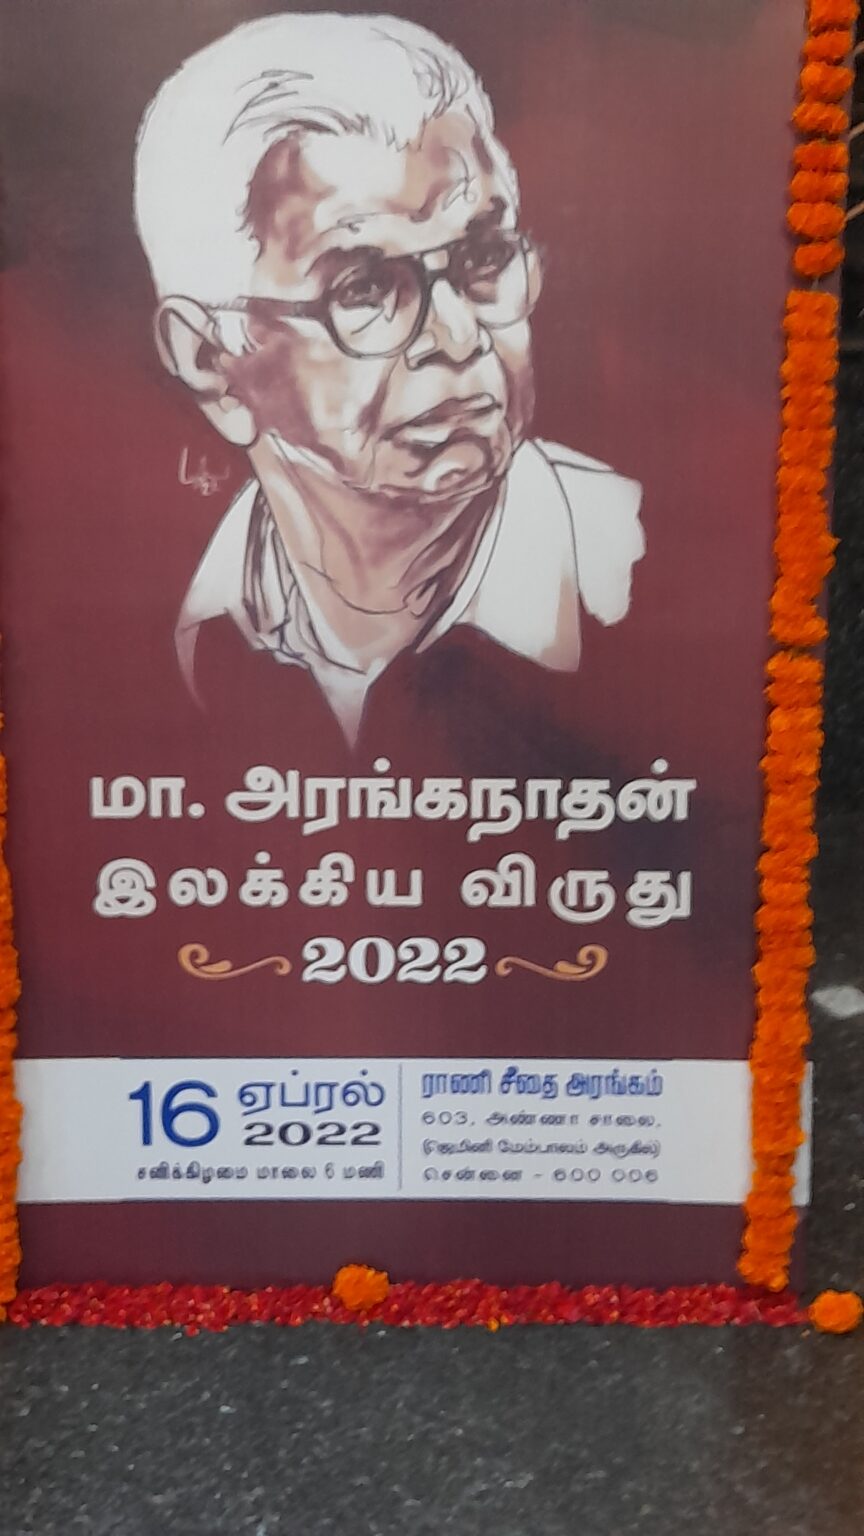 மா. அரங்கநாதன்
இலக்கிய விருது
2022
16 ஏப்ரல்
2022
சனிக்கிழமை மாலை 6 மணி
ராணி சீதை அரங்கம்
603, அண்ணா சாலை,
(ஜெமினி மேம்பாலம் அருகில்)
சென்னை - 600 006